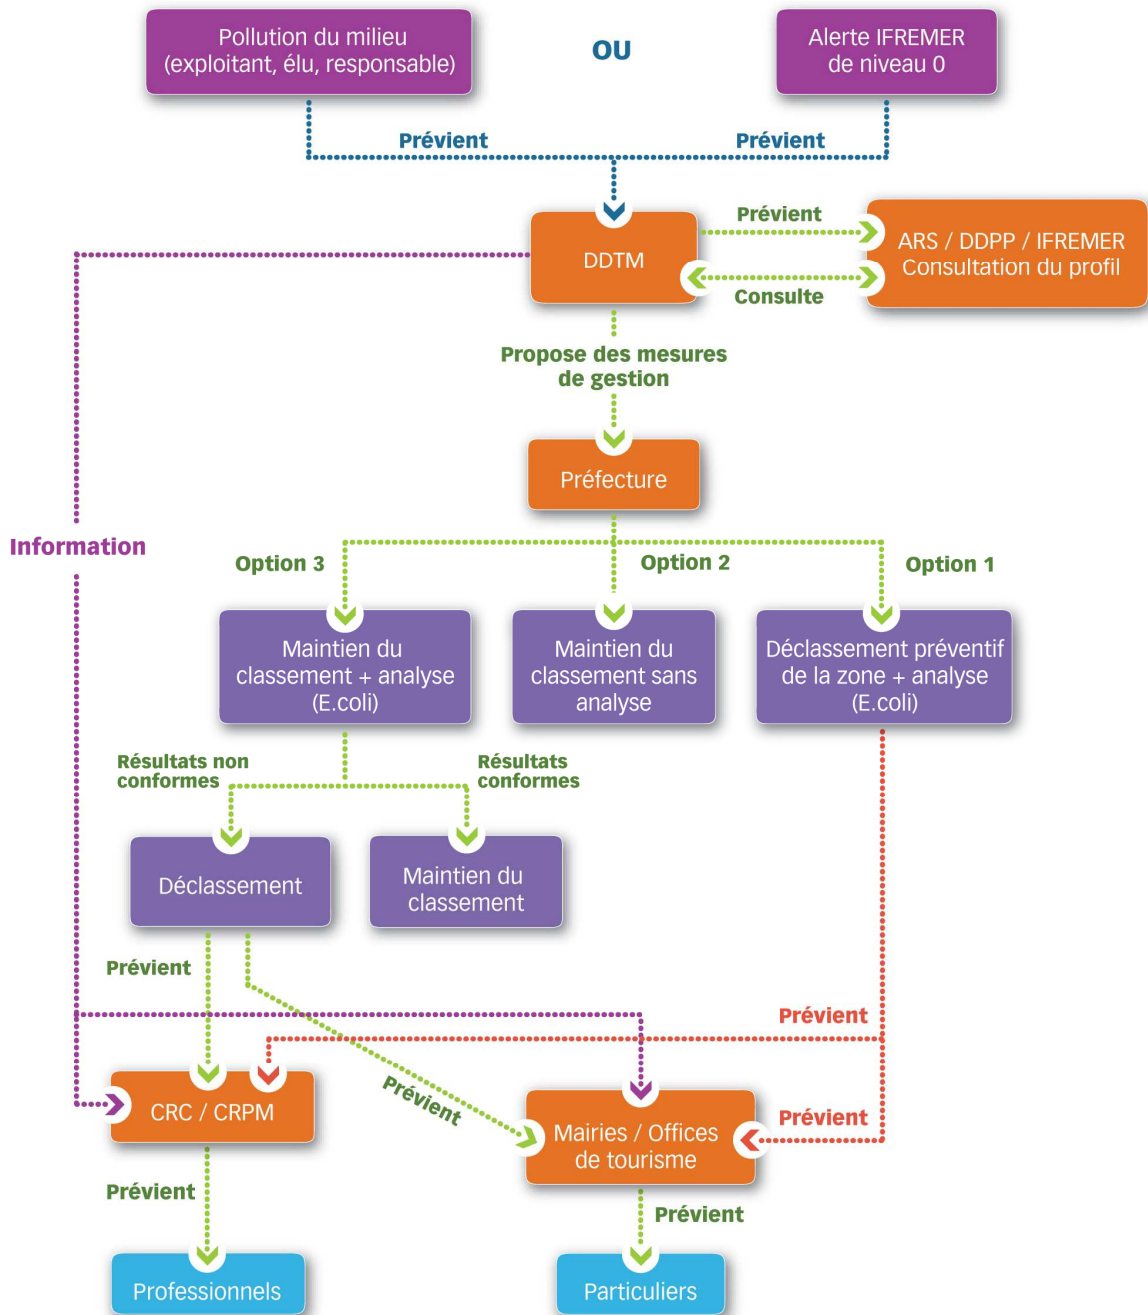 Pollution du milieu
(exploitant, élu, responsable)
OU
Alerte IFREMER
de niveau 0
Prévient
Prévient
DDTM
Prévient
ARS / DDPP / IFREMER
Consultation du profil
Consulte
Propose des mesures
de gestion
Préfecture
Information
Option 3
Option 2
Option 1
Maintien du
classement + analyse
(E.coli)
Maintien du
classement sans
analyse
Déclassement préventif
de la zone + analyse
(E.coli)
Résultats non
conformes
Résultats
conformes
Déclassement
Maintien du
classement
Prévient
Prévient
Prévient
Prévient
CRC / CRPM
Mairies / Offices
de tourisme
Prévient
Prévient
Professionnels
Particuliers